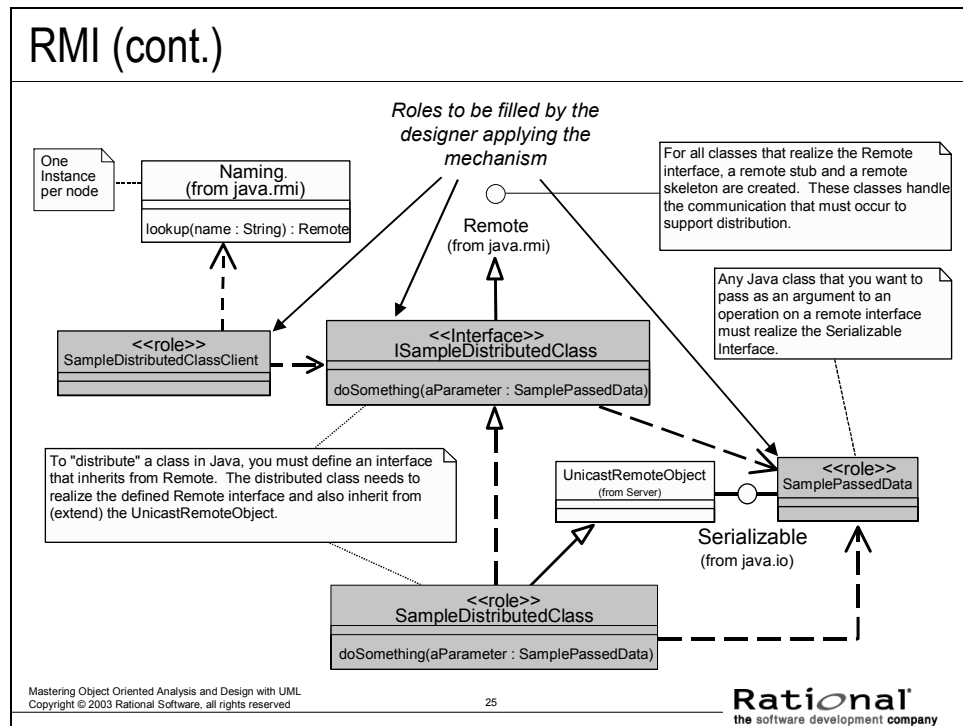 RMI (cont.)
Roles to be filled by the
designer applying the
mechanism
One
Instance
per node
Naming.
(from java.rmi)
lookup(name : String) : Remote
Remote
(from java.rmi)
For all classes that realize the Remote
interface, a remote stub and a remote
skeleton are created. These classes handle
the communication that must occur to
support distribution.
Any Java class that you want to
pass as an argument to an
operation on a remote interface
must realize the Serializable
Interface.
<<role>>
SampleDistributedClassClient
<<Interface>>
ISampleDistributedClass
doSomething(aParameter : SamplePassedData)
To "distribute" a class in Java, you must define an interface
that inherits from Remote. The distributed class needs to
realize the defined Remote interface and also inherit from
(extend) the UnicastRemoteObject.
UnicastRemoteObject
(from Server)
<<role>>
SamplePassedData
Serializable
(from java.io)
<<role>>
SampleDistributedClass
doSomething(aParameter : SamplePassedData)
Mastering Object Oriented Analysis and Design with UML
Copyright © 2003 Rational Software, all rights reserved
25
Rational
the software development company